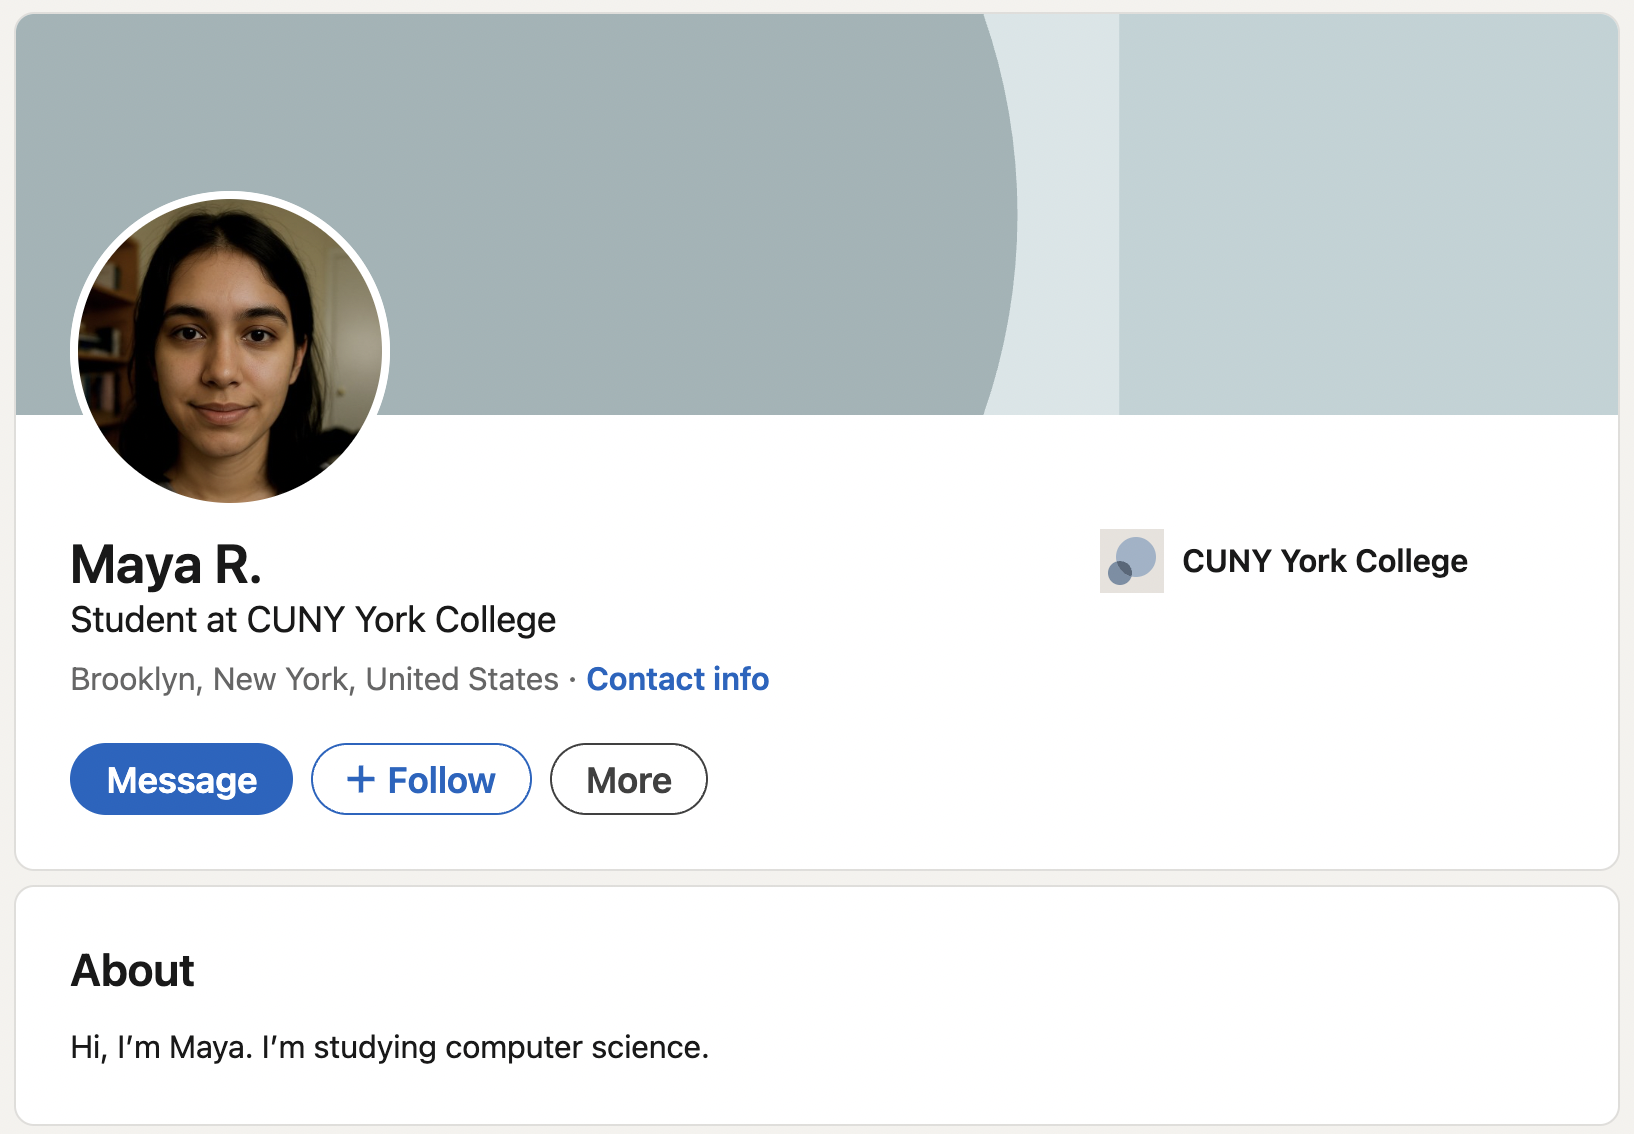 Maya R.
Student at CUNY York College
Brooklyn, New York, United States · Contact info
CUNY York College
Message
+ Follow
More
About
Hi, I’m Maya. I’m studying computer science.